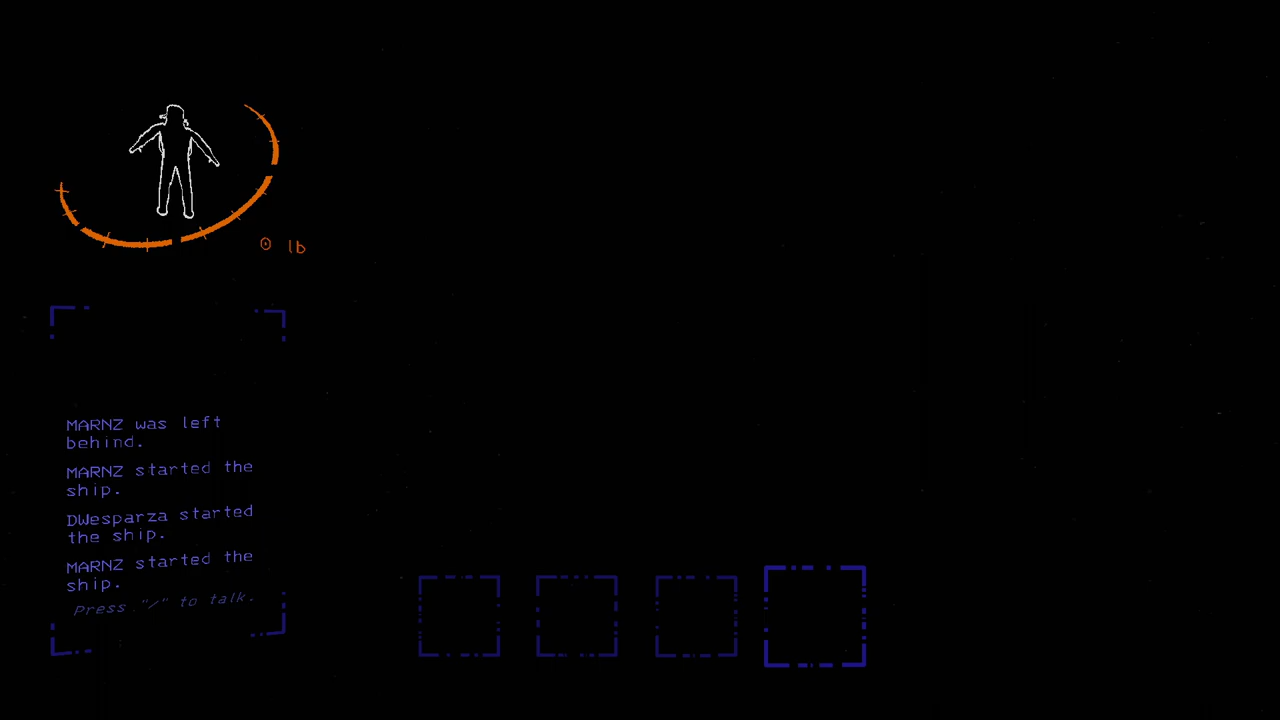 0 lb
MARNZ was left
behind.
MARNZ started the
ship.
DWesparza started
the ship.
MARNZ started the
ship.
Press "/" to talk.